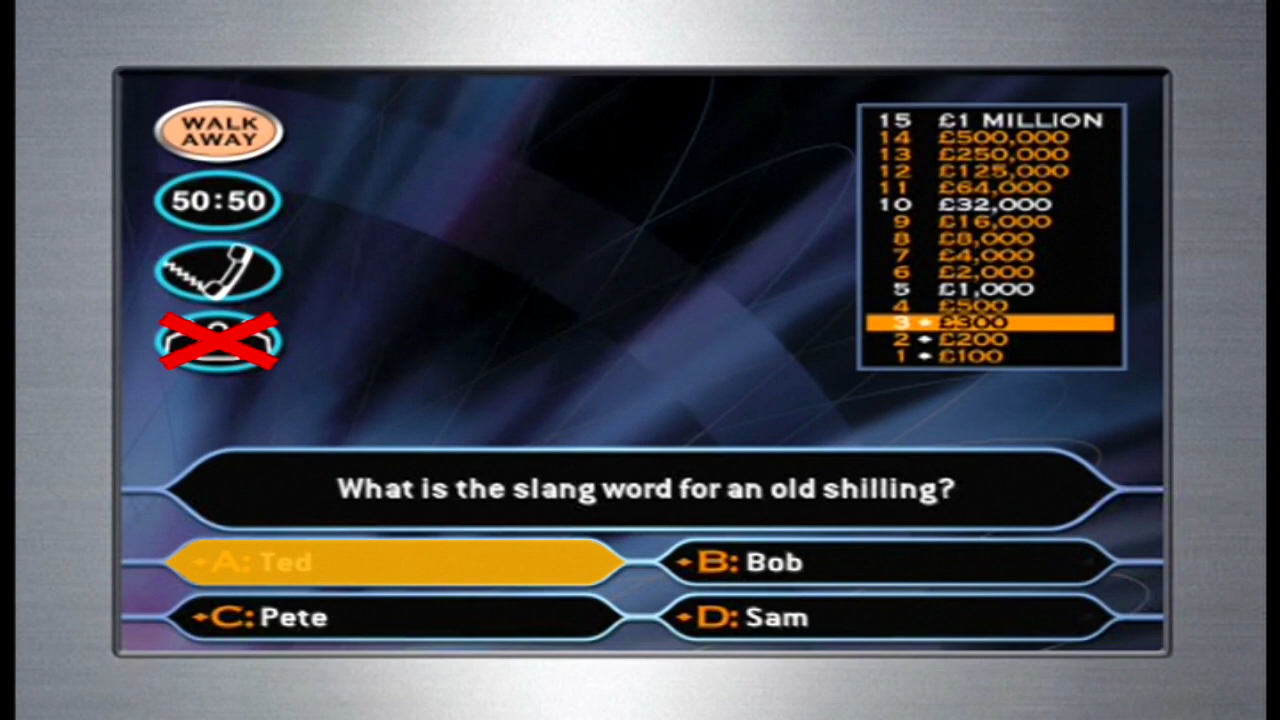 WALK
AWAY
50:50
15 £1 MILLION
14 £500,000
13 £250,000
12 £125,000
11 £64,000
10 £32,000
9 £16,000
8 £8,000
7 £4,000
6 £2,000
5 £1,000
4 £500
3 £300
2 £200
1 £100
What is the slang word for an old shilling?
A: Ted
B: Bob
C: Pete
D: Sam